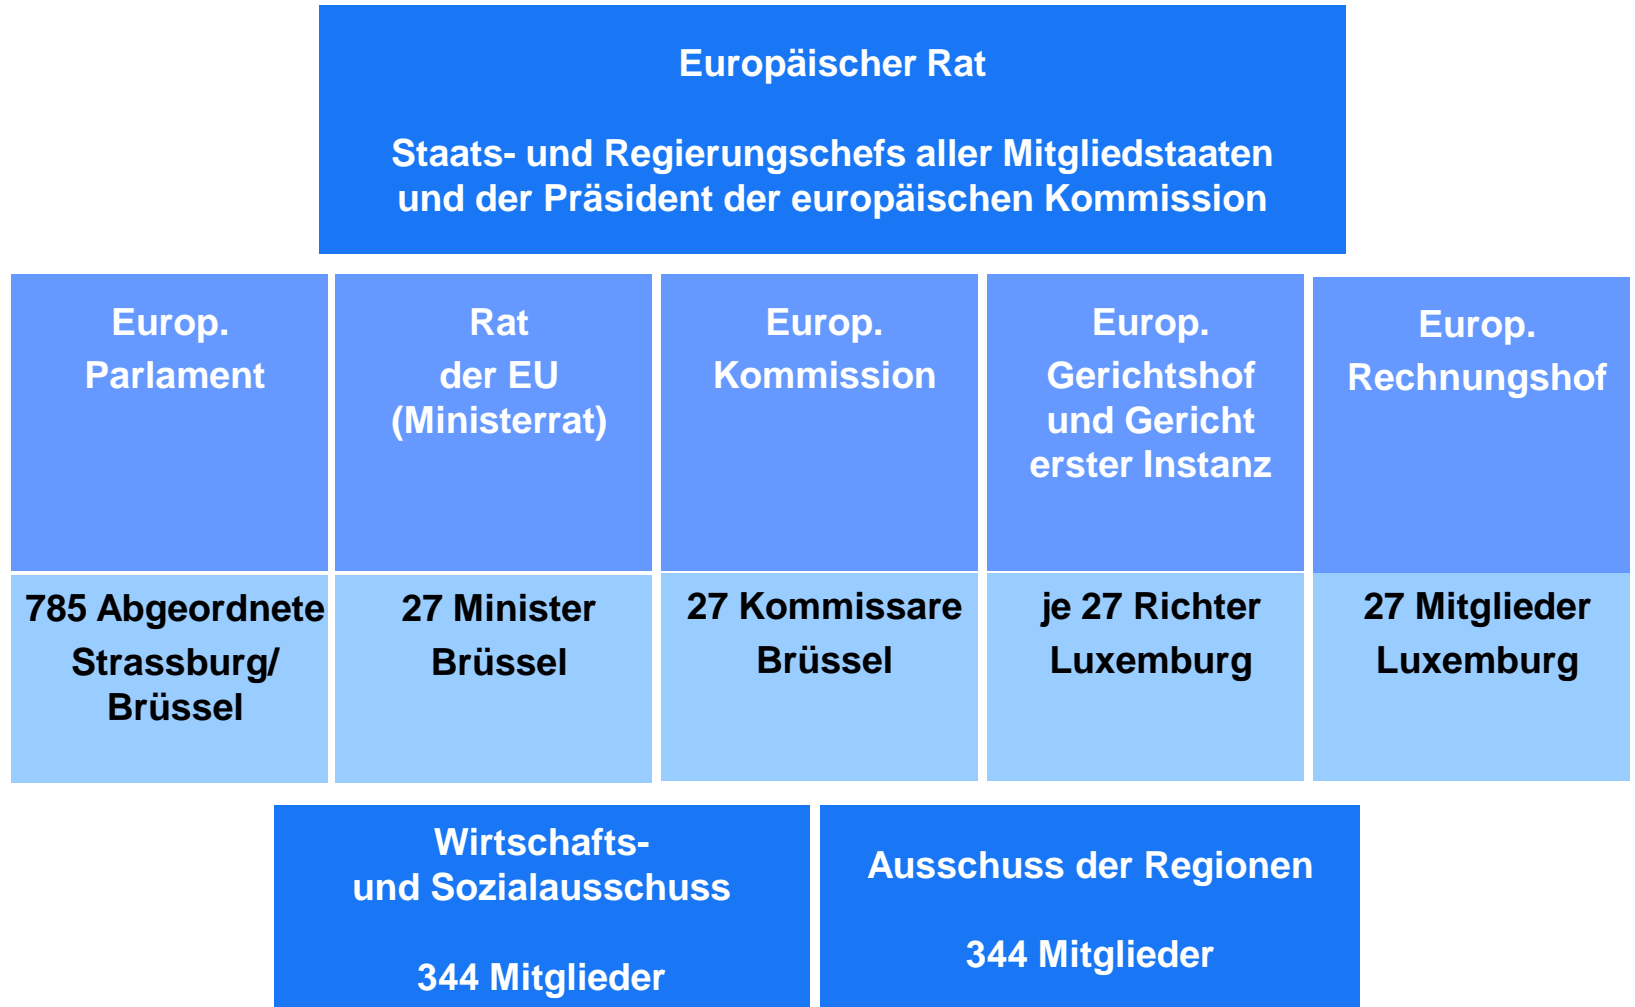 Europäischer Rat
Staats- und Regierungschefs aller Mitgliedstaaten
und der Präsident der europäischen Kommission
Europ.
Parlament
Rat
der EU
(Ministerrat)
Europ.
Kommission
Europ.
Gerichtshof
und Gericht
erster Instanz
Europ.
Rechnungshof
785 Abgeordnete
Strassburg/
Brüssel
27 Minister
Brüssel
27 Kommissare
Brüssel
je 27 Richter
Luxemburg
27 Mitglieder
Luxemburg
Wirtschafts-
und Sozialausschuss
344 Mitglieder
Ausschuss der Regionen
344 Mitglieder